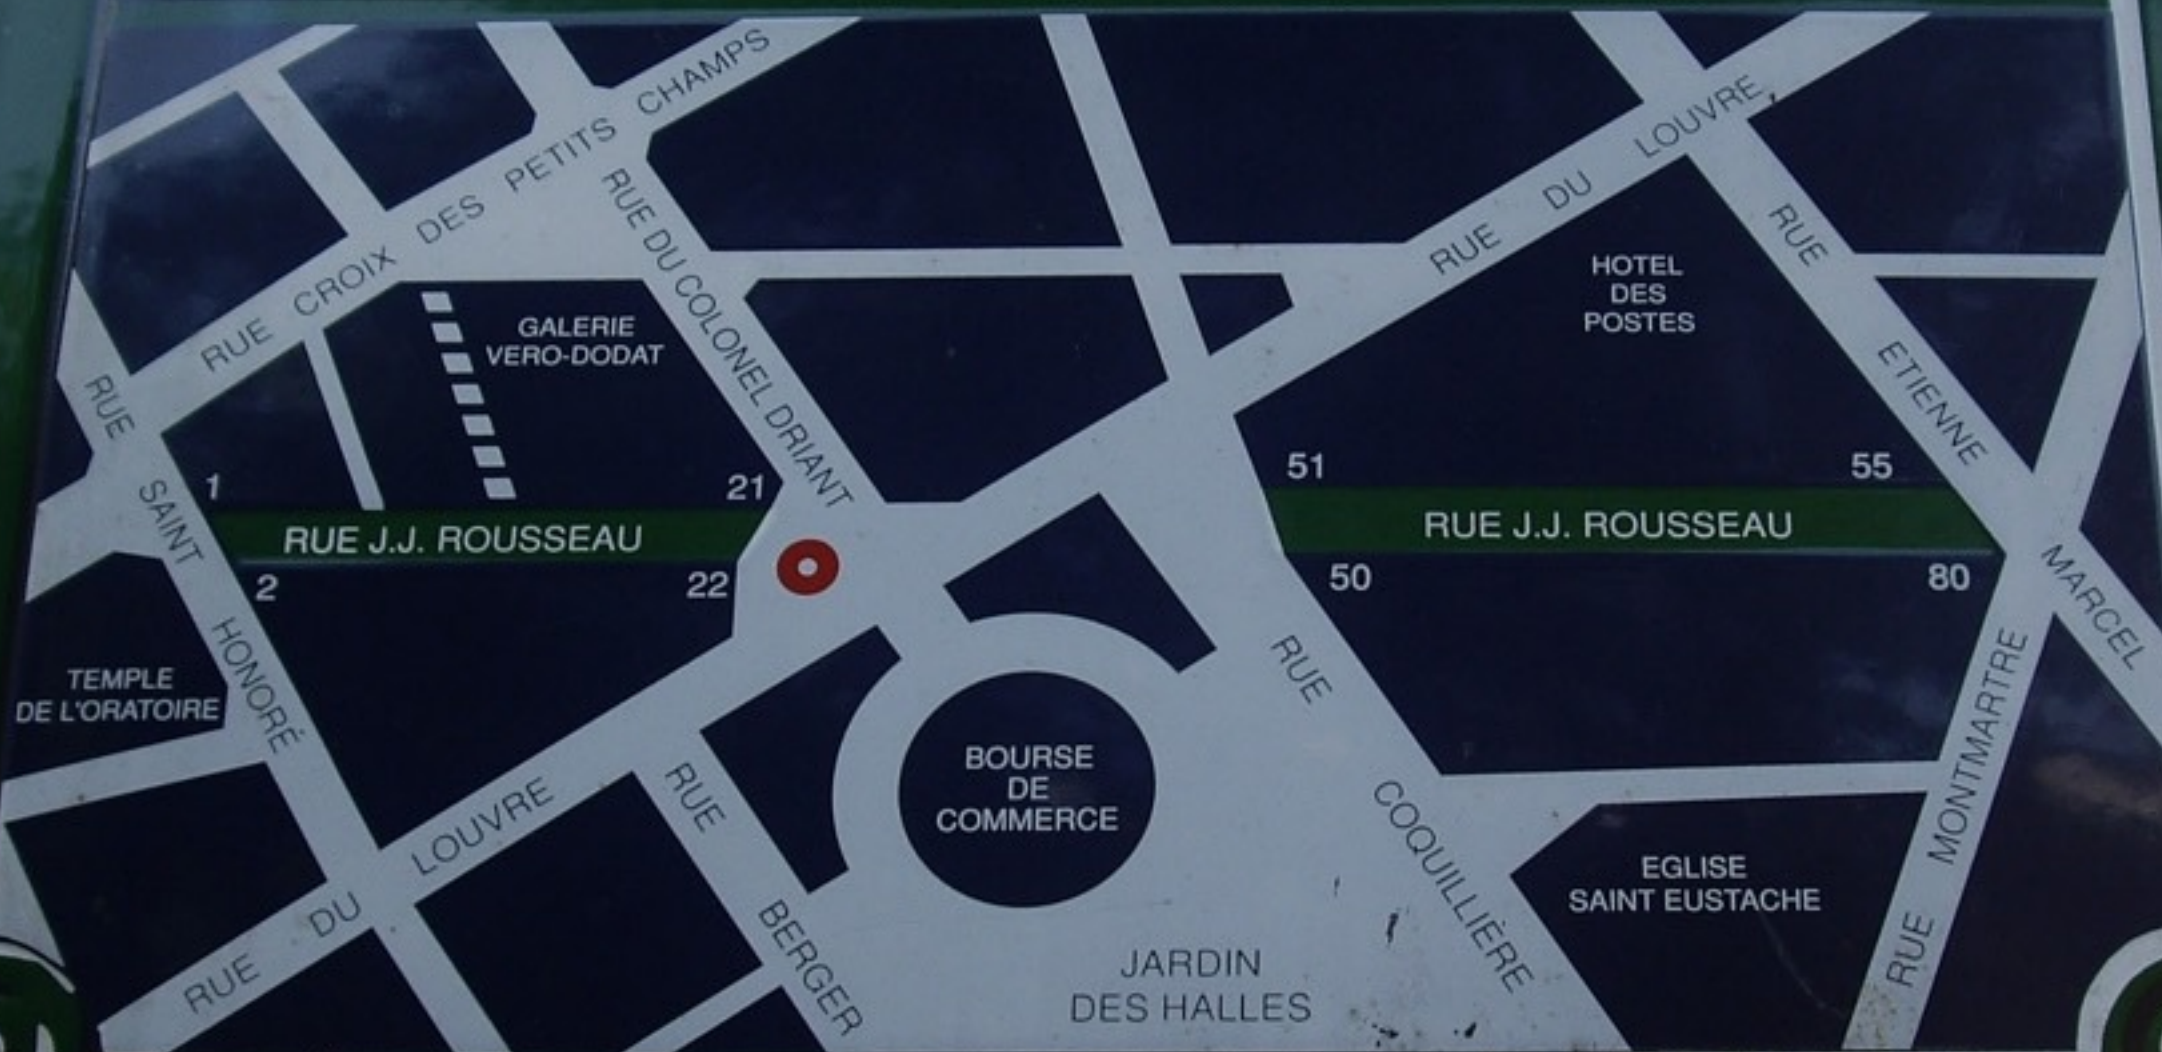 RUE CROIX DES PETITS CHAMPS
RUE DU COLONEL DRIANT
RUE DU LOUVRE
HOTEL
DES
POSTES
RUE ETIENNE MARCEL
GALERIE
VERO-DODAT
RUE SAINT HONORÉ
1
21
51
55
RUE J.J. ROUSSEAU
RUE J.J. ROUSSEAU
2
22
50
80
TEMPLE
DE L'ORATOIRE
RUE DU LOUVRE
RUE BERGER
BOURSE
DE
COMMERCE
RUE COQUILLIÈRE
RUE MONTMARTRE
EGLISE
SAINT EUSTACHE
JARDIN
DES HALLES